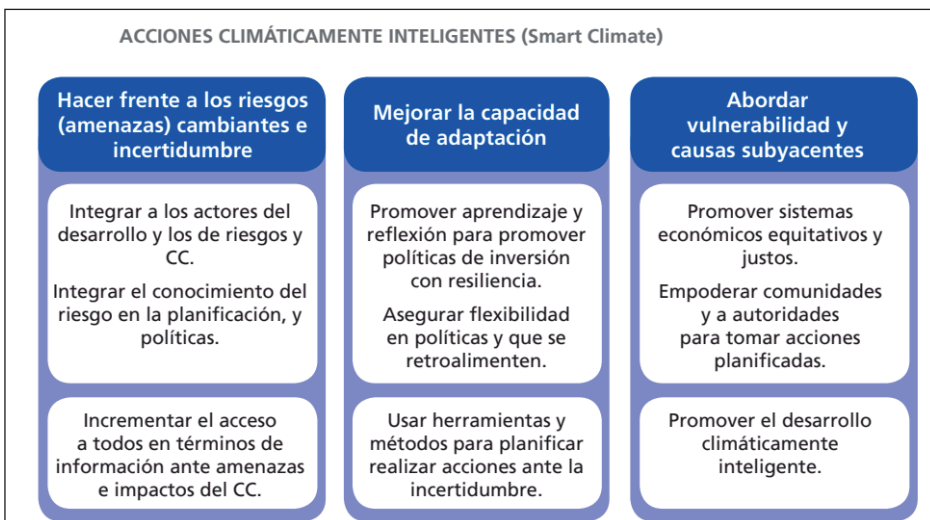 ACCIONES CLIMÁTICAMENTE INTELIGENTES (Smart Climate)
Hacer frente a los riesgos
(amenazas) cambiantes e
incertidumbre
Integrar a los actores del
desarrollo y los de riesgos y
CC.
Integrar el conocimiento del
riesgo en la planificación, y
políticas.
Incrementar el acceso
a todos en términos de
información ante amenazas
e impactos del CC.
Mejorar la capacidad
de adaptación
Promover aprendizaje y
reflexión para promover
políticas de inversión
con resiliencia.
Asegurar flexibilidad
en políticas y que se
retroalimenten.
Usar herramientas y
métodos para planificar
realizar acciones ante la
incertidumbre.
Abordar
vulnerabilidad y
causas subyacentes
Promover sistemas
económicos equitativos y
justos.
Empoderar comunidades
y a autoridades
para tomar acciones
planificadas.
Promover el desarrollo
climáticamente
inteligente.